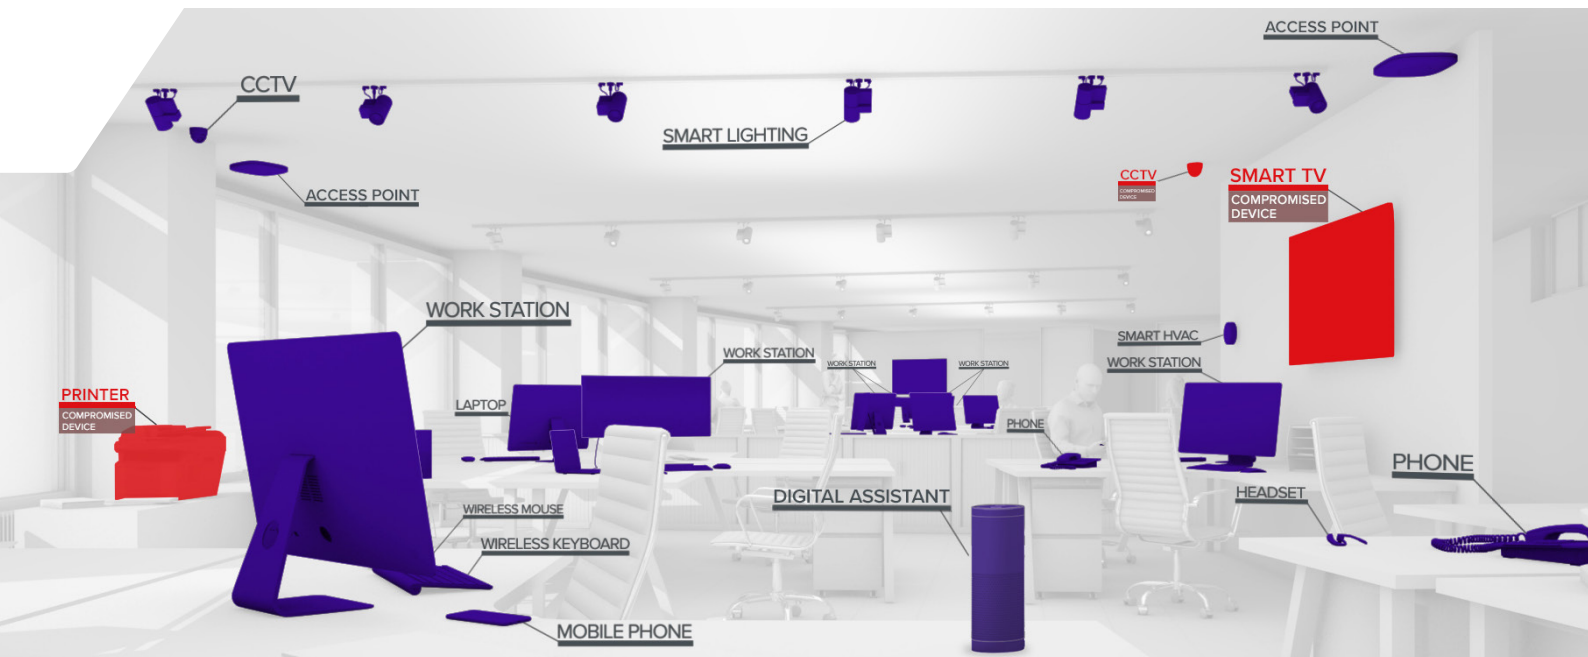 ACCESS POINT
CCTV
SMART LIGHTING
ACCESS POINT
CCTV
COMPROMISED
DEVICE
SMART TV
COMPROMISED
DEVICE
WORK STATION
SMART HVAC
WORK STATION
WORK STATION
WORK STATION
WORK STATION
PRINTER
COMPROMISED
DEVICE
LAPTOP
PHONE
PHONE
DIGITAL ASSISTANT
HEADSET
WIRELESS MOUSE
WIRELESS KEYBOARD
MOBILE PHONE